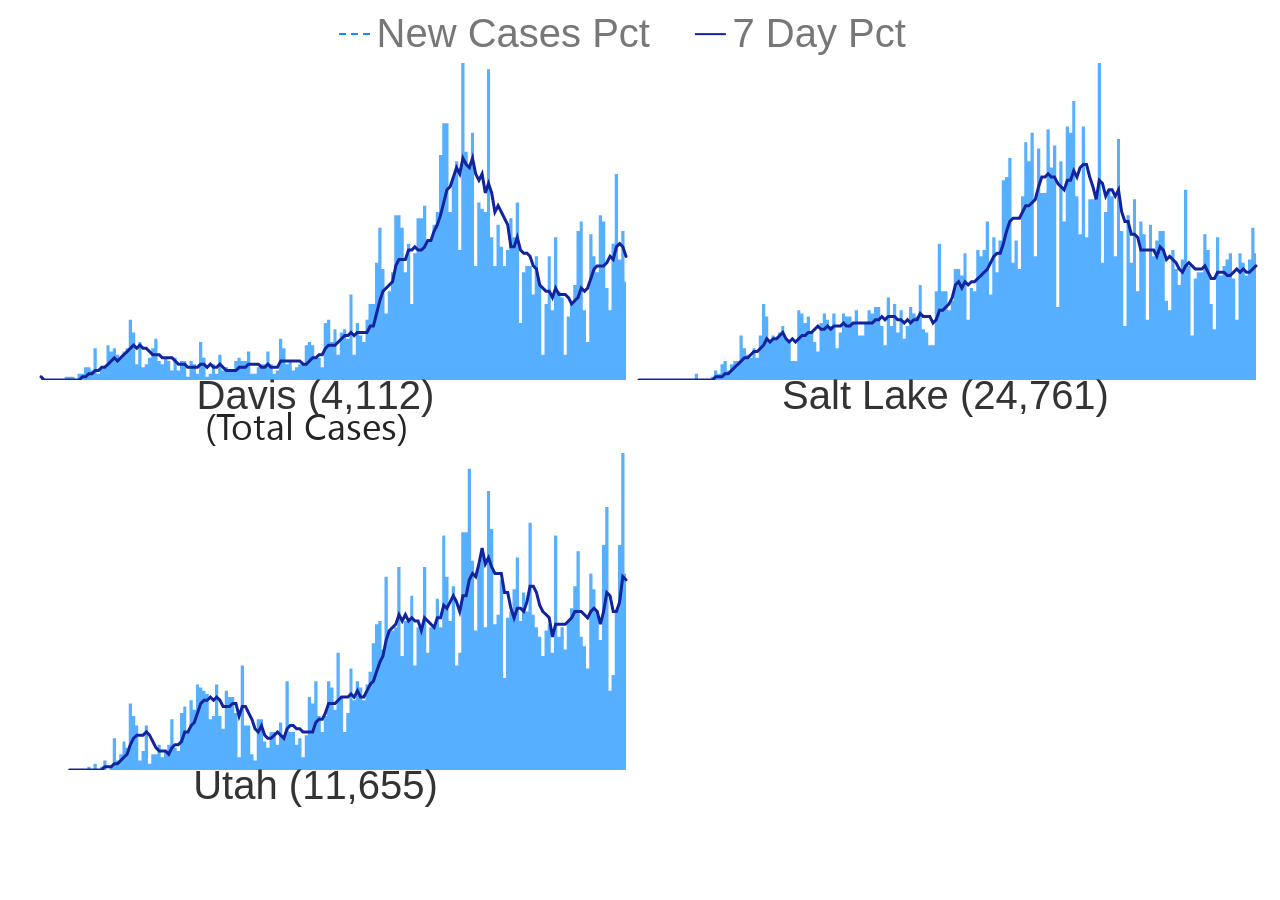 New Cases Pct 7 Day Pct
Davis (4,112) Salt Lake (24,761)
(Total Cases)
Utah (11,655)